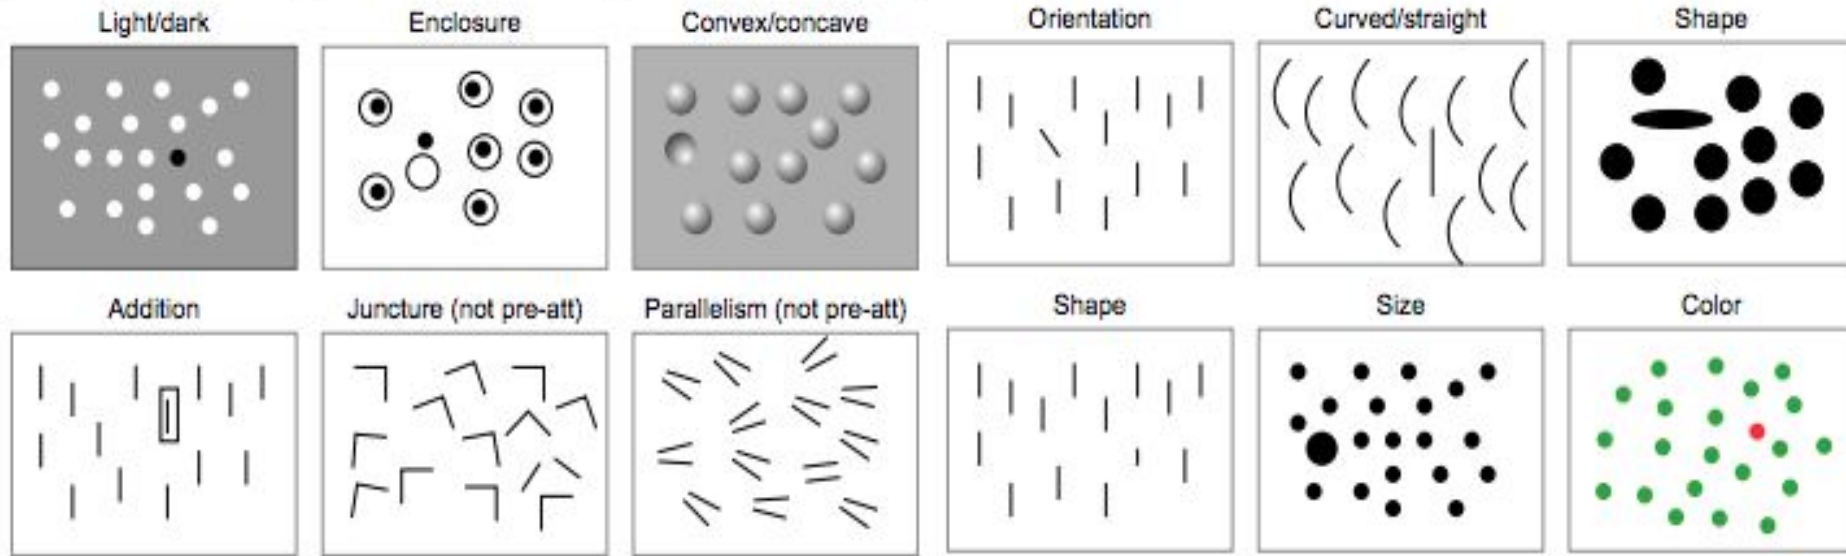 Light/dark
Enclosure
Convex/concave
Orientation
Curved/straight
Shape
Addition
Juncture (not pre-att)
Parallelism (not pre-att)
Shape
Size
Color